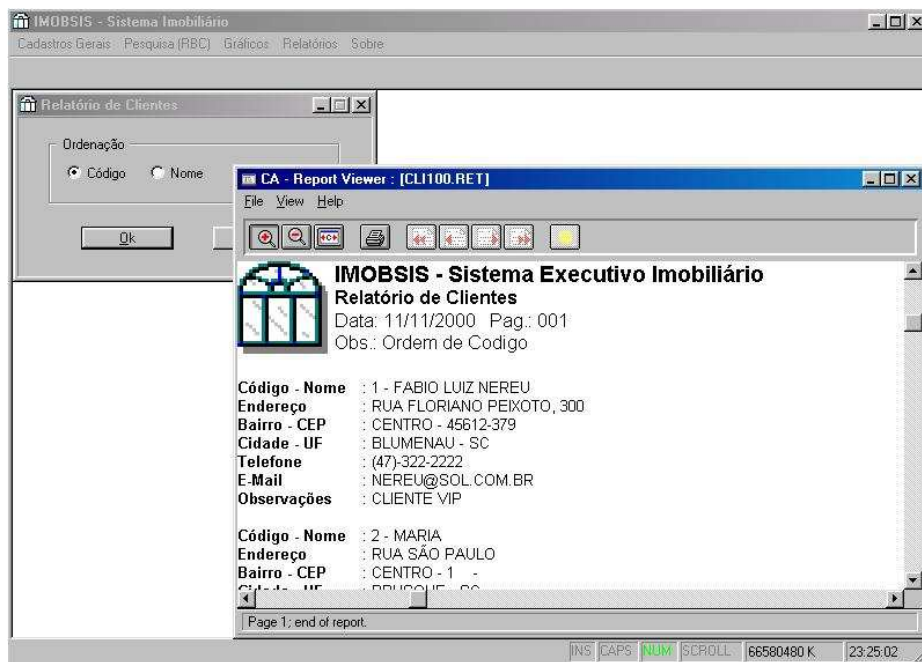 IMOBSIS - Sistema Imobiliário
Cadastros Gerais Pesquisa (RBC) Gráficos Relatórios Sobre
Relatório de Clientes
Ordenação
Código Nome
Ok
CA - Report Viewer : [CLI100.RET]
File View Help
IMOBSIS - Sistema Executivo Imobiliário
Relatório de Clientes
Data: 11/11/2000 Pag.: 001
Obs.: Ordem de Codigo
Código - Nome : 1 - FABIO LUIZ NEREU
Endereço : RUA FLORIANO PEIXOTO, 300
Bairro - CEP : CENTRO - 45612-379
Cidade - UF : BLUMENAU - SC
Telefone : (47)-322-2222
E-Mail : NEREU@SOL.COM.BR
Observações : CLIENTE VIP
Código - Nome : 2 - MARIA
Endereço : RUA SÃO PAULO
Bairro - CEP : CENTRO - 1 -
Cidade - UF : BRUSQUE - SC
Page 1; end of report.
INS CAPS NUM SCROLL 66580480 K 23:25:02